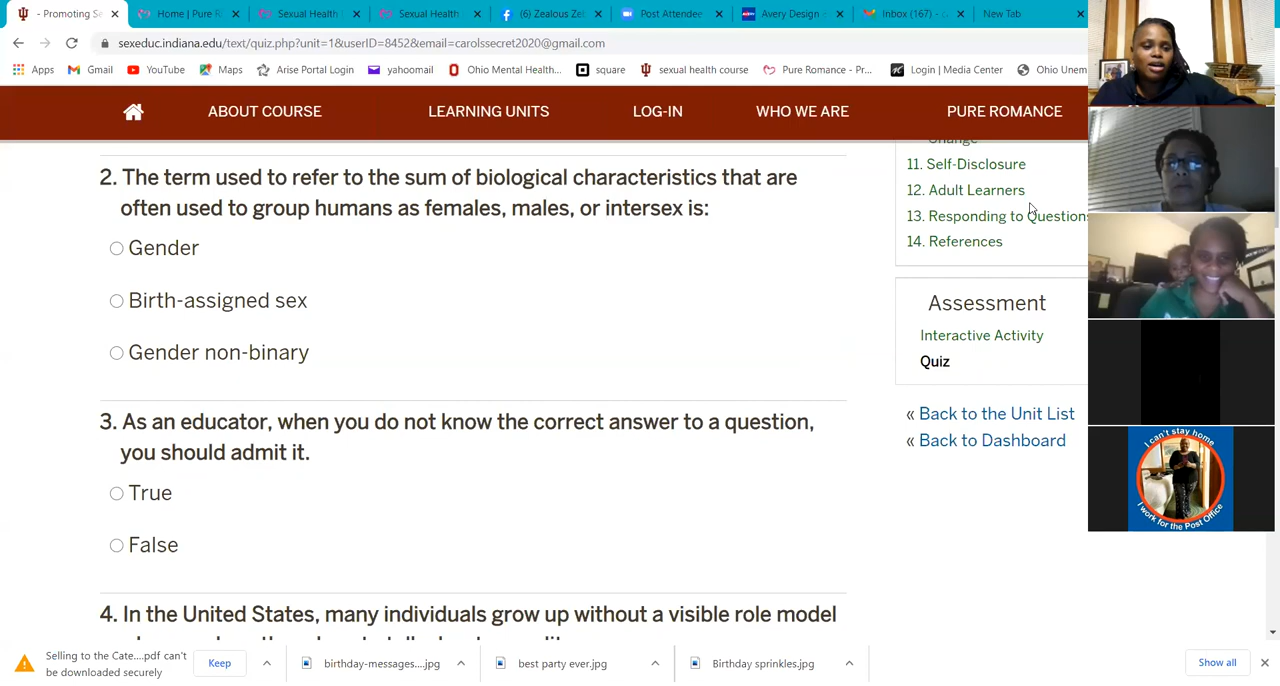 - Promoting Se
Home | Pure R
Sexual Health
Sexual Health
(6) Zealous Zel
Post Attendee
Avery Design
Inbox (167) -
New Tab
sexeduc.indiana.edu/text/quiz.php?unit=1&userID=8452&email=carolssecret2020@gmail.com
Apps
Gmail
YouTube
Maps
Arise Portal Login
yahoomail
Ohio Mental Health...
square
sexual health course
Pure Romance - Pr...
Login | Media Center
Ohio Unem
ABOUT COURSE
LEARNING UNITS
LOG-IN
WHO WE ARE
PURE ROMANCE
Change
11. Self-Disclosure
12. Adult Learners
13. Responding to Questions
14. References
2. The term used to refer to the sum of biological characteristics that are
often used to group humans as females, males, or intersex is:
Gender
Birth-assigned sex
Gender non-binary
Assessment
Interactive Activity
Quiz
3. As an educator, when you do not know the correct answer to a question,
you should admit it.
True
False
« Back to the Unit List
« Back to Dashboard
4. In the United States, many individuals grow up without a visible role model
I can't stay home
I work for the Post Office
Selling to the Cate....pdf can't
be downloaded securely
Keep
birthday-messages....jpg
best party ever.jpg
Birthday sprinkles.jpg
Show all